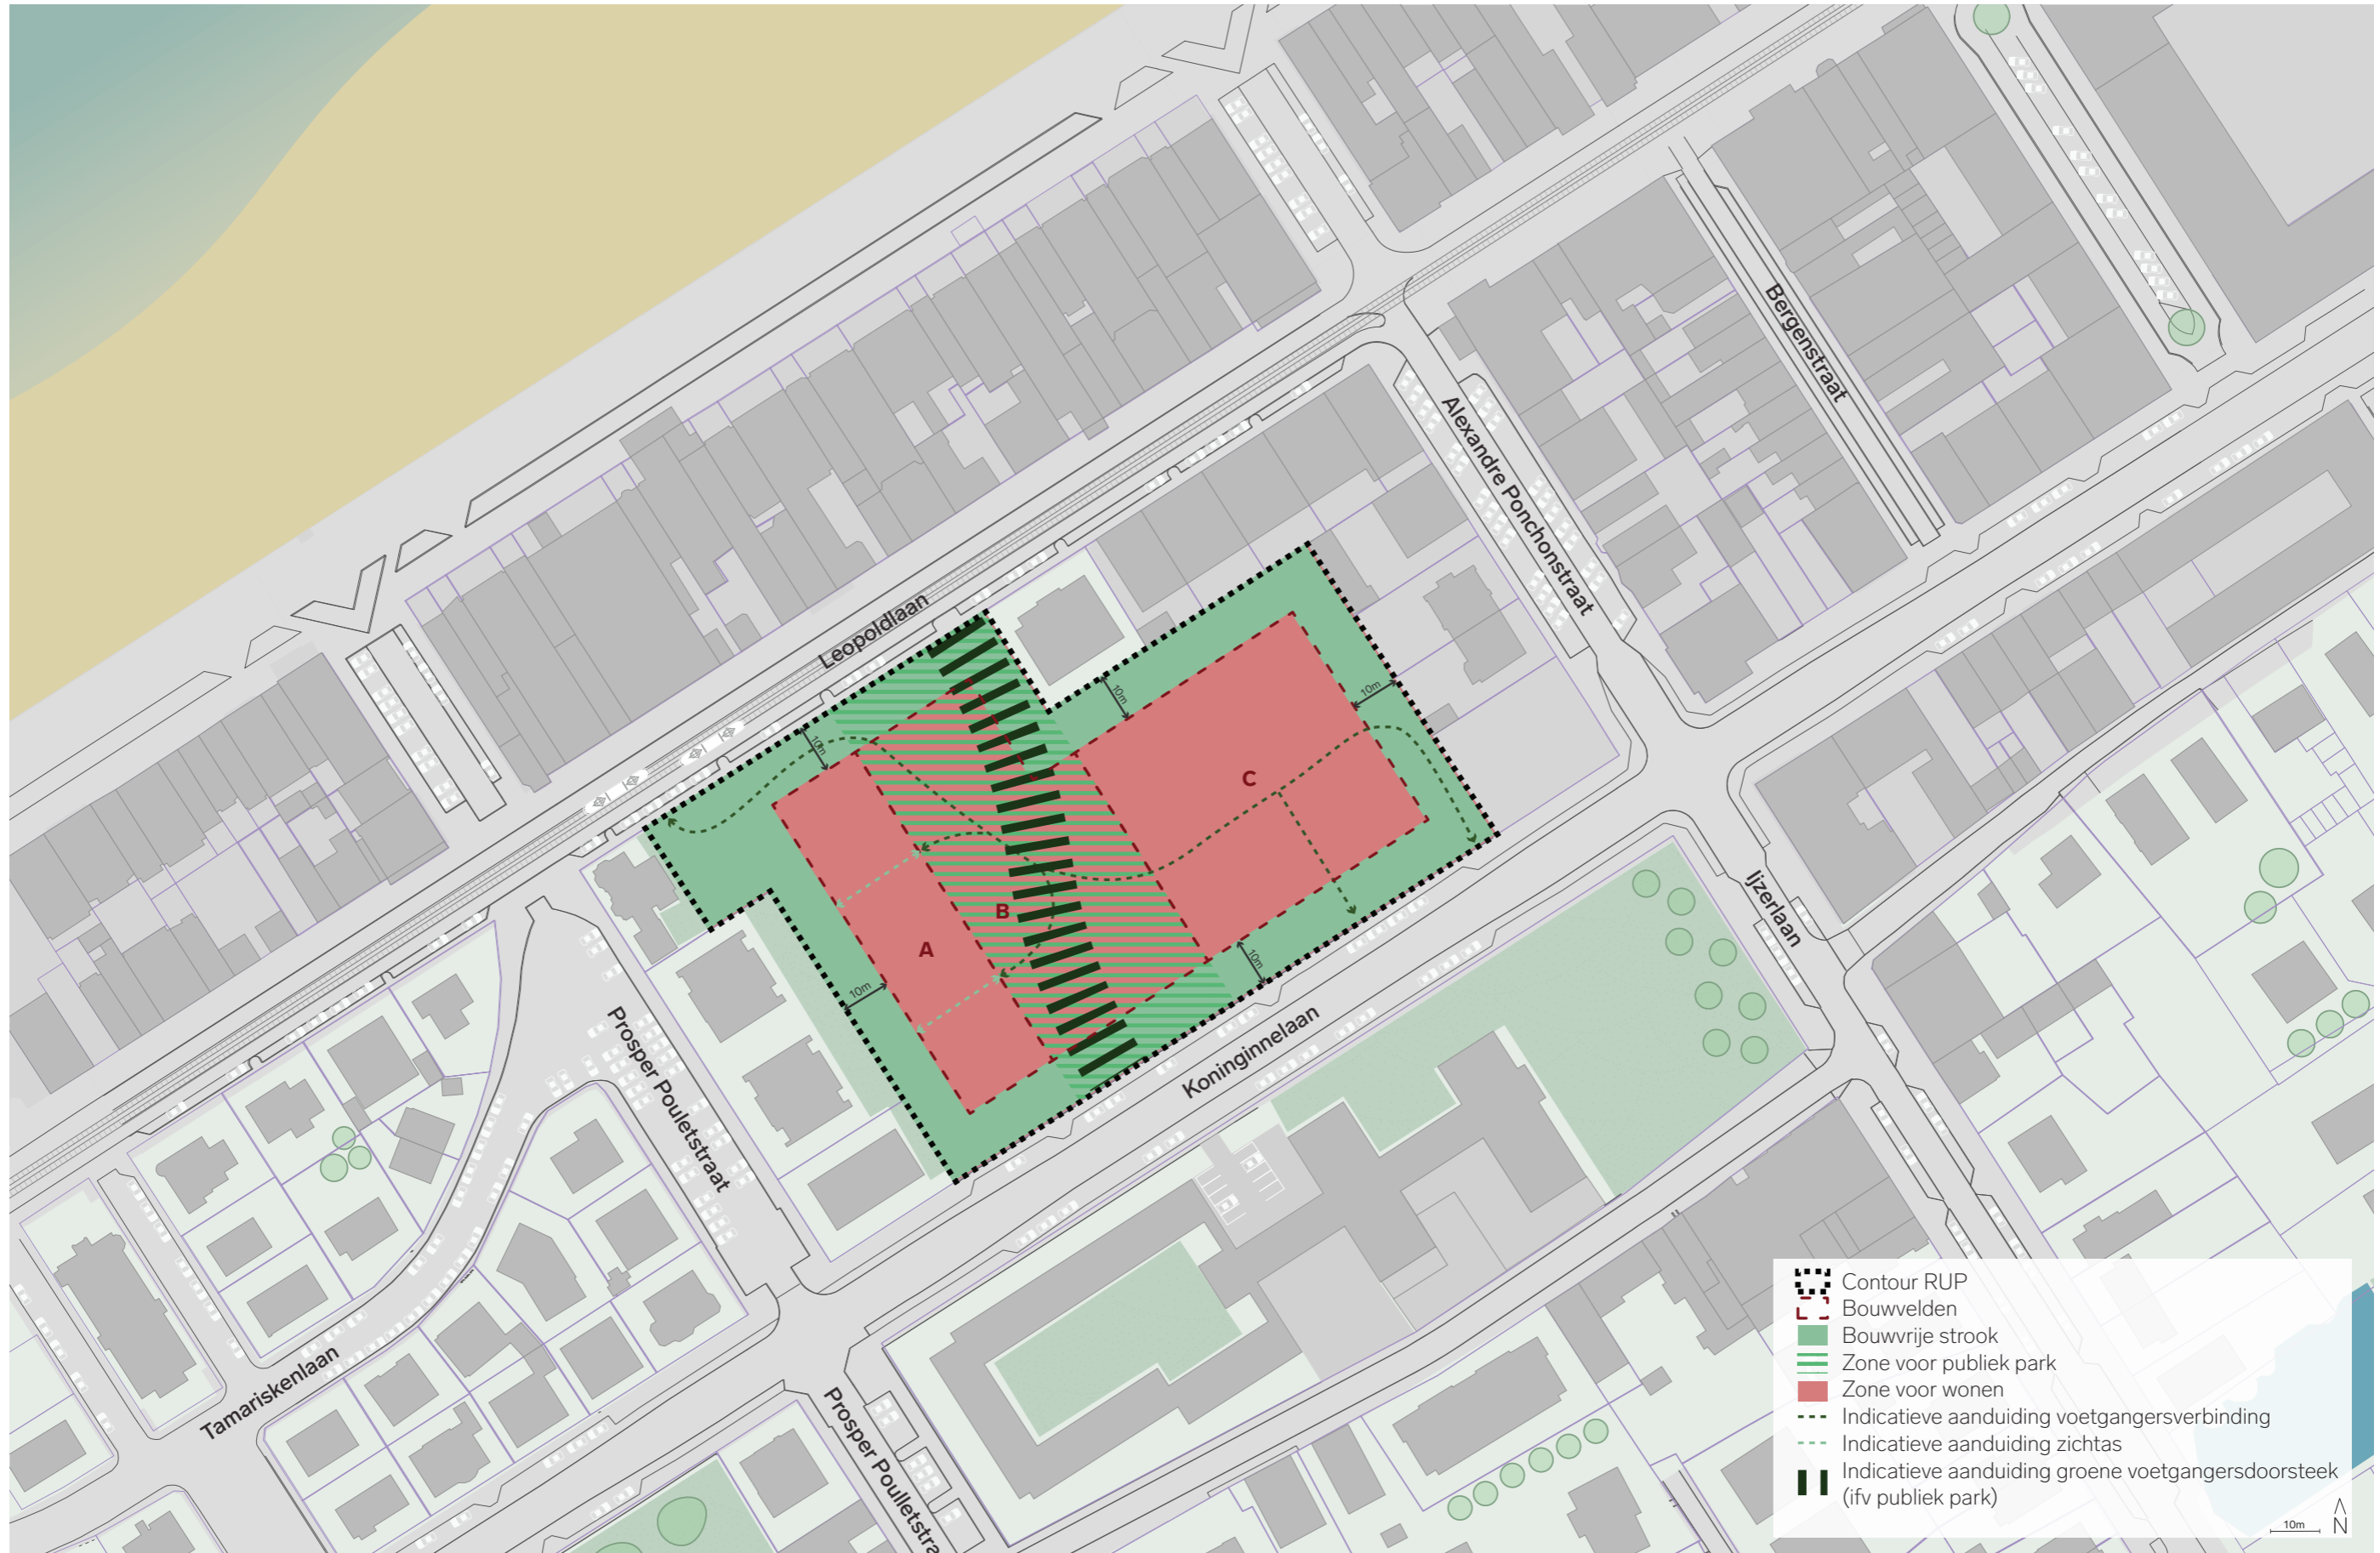 Bergenstraat
Alexandre Ponchonstraat
Leopoldlaan
10m
10m
10m
C
Ijzerlaan
B
A
10m
10m
Prosper Pouletstraat
Koninginnelaan
Tamariskenlaan
Prosper Poulletstra
Contour RUP
Bouwvelden
Bouwvrije strook
Zone voor publiek park
Zone voor wonen
Indicatieve aanduiding voetgangersverbinding
Indicatieve aanduiding zichtas
Indicatieve aanduiding groene voetgangersdoorsteek
(ifv publiek park)
10m
N